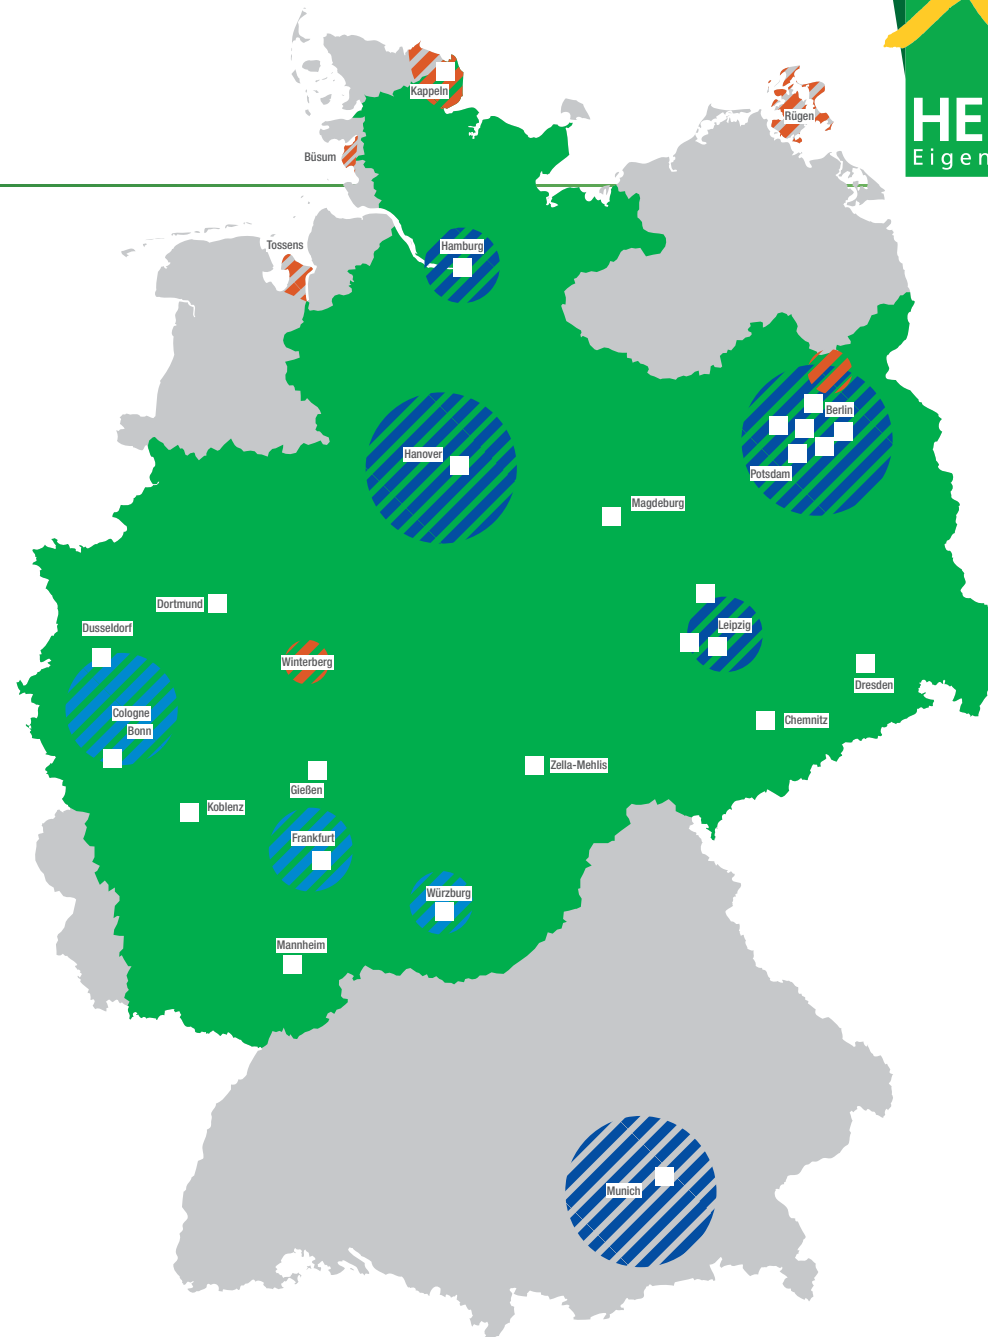 HE
Eigen
Kappeln
Rügen
Büsum
Tossens
Hamburg
Berlin
Hanover
Potsdam
Magdeburg
Dortmund
Dusseldorf
Leipzig
Winterberg
Dresden
Cologne
Chemnitz
Bonn
Zella-Mehlis
Gießen
Koblenz
Frankfurt
Würzburg
Mannheim
Munich